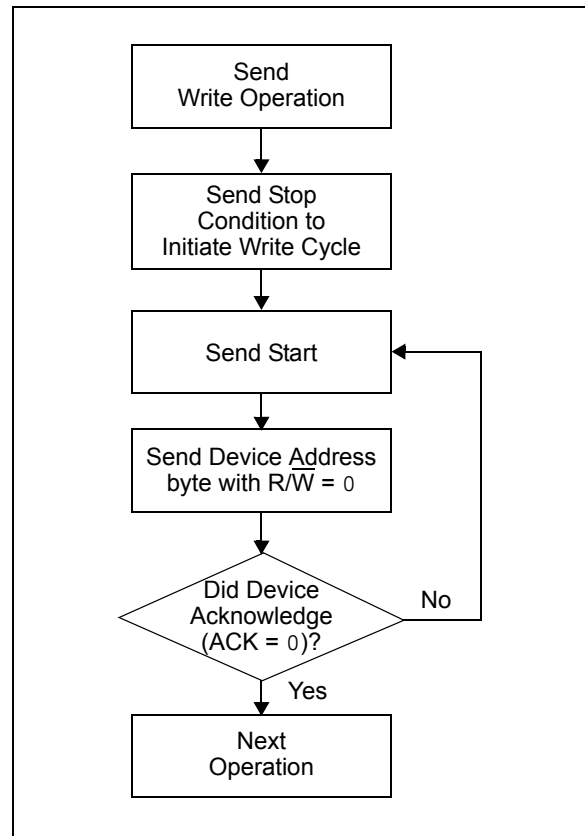 Send
Write Operation
Send Stop
Condition to
Initiate Write Cycle
Send Start
Send Device Address
byte with R/W̅ = 0
Did Device
Acknowledge
(ACK = 0)?
No
Yes
Next
Operation